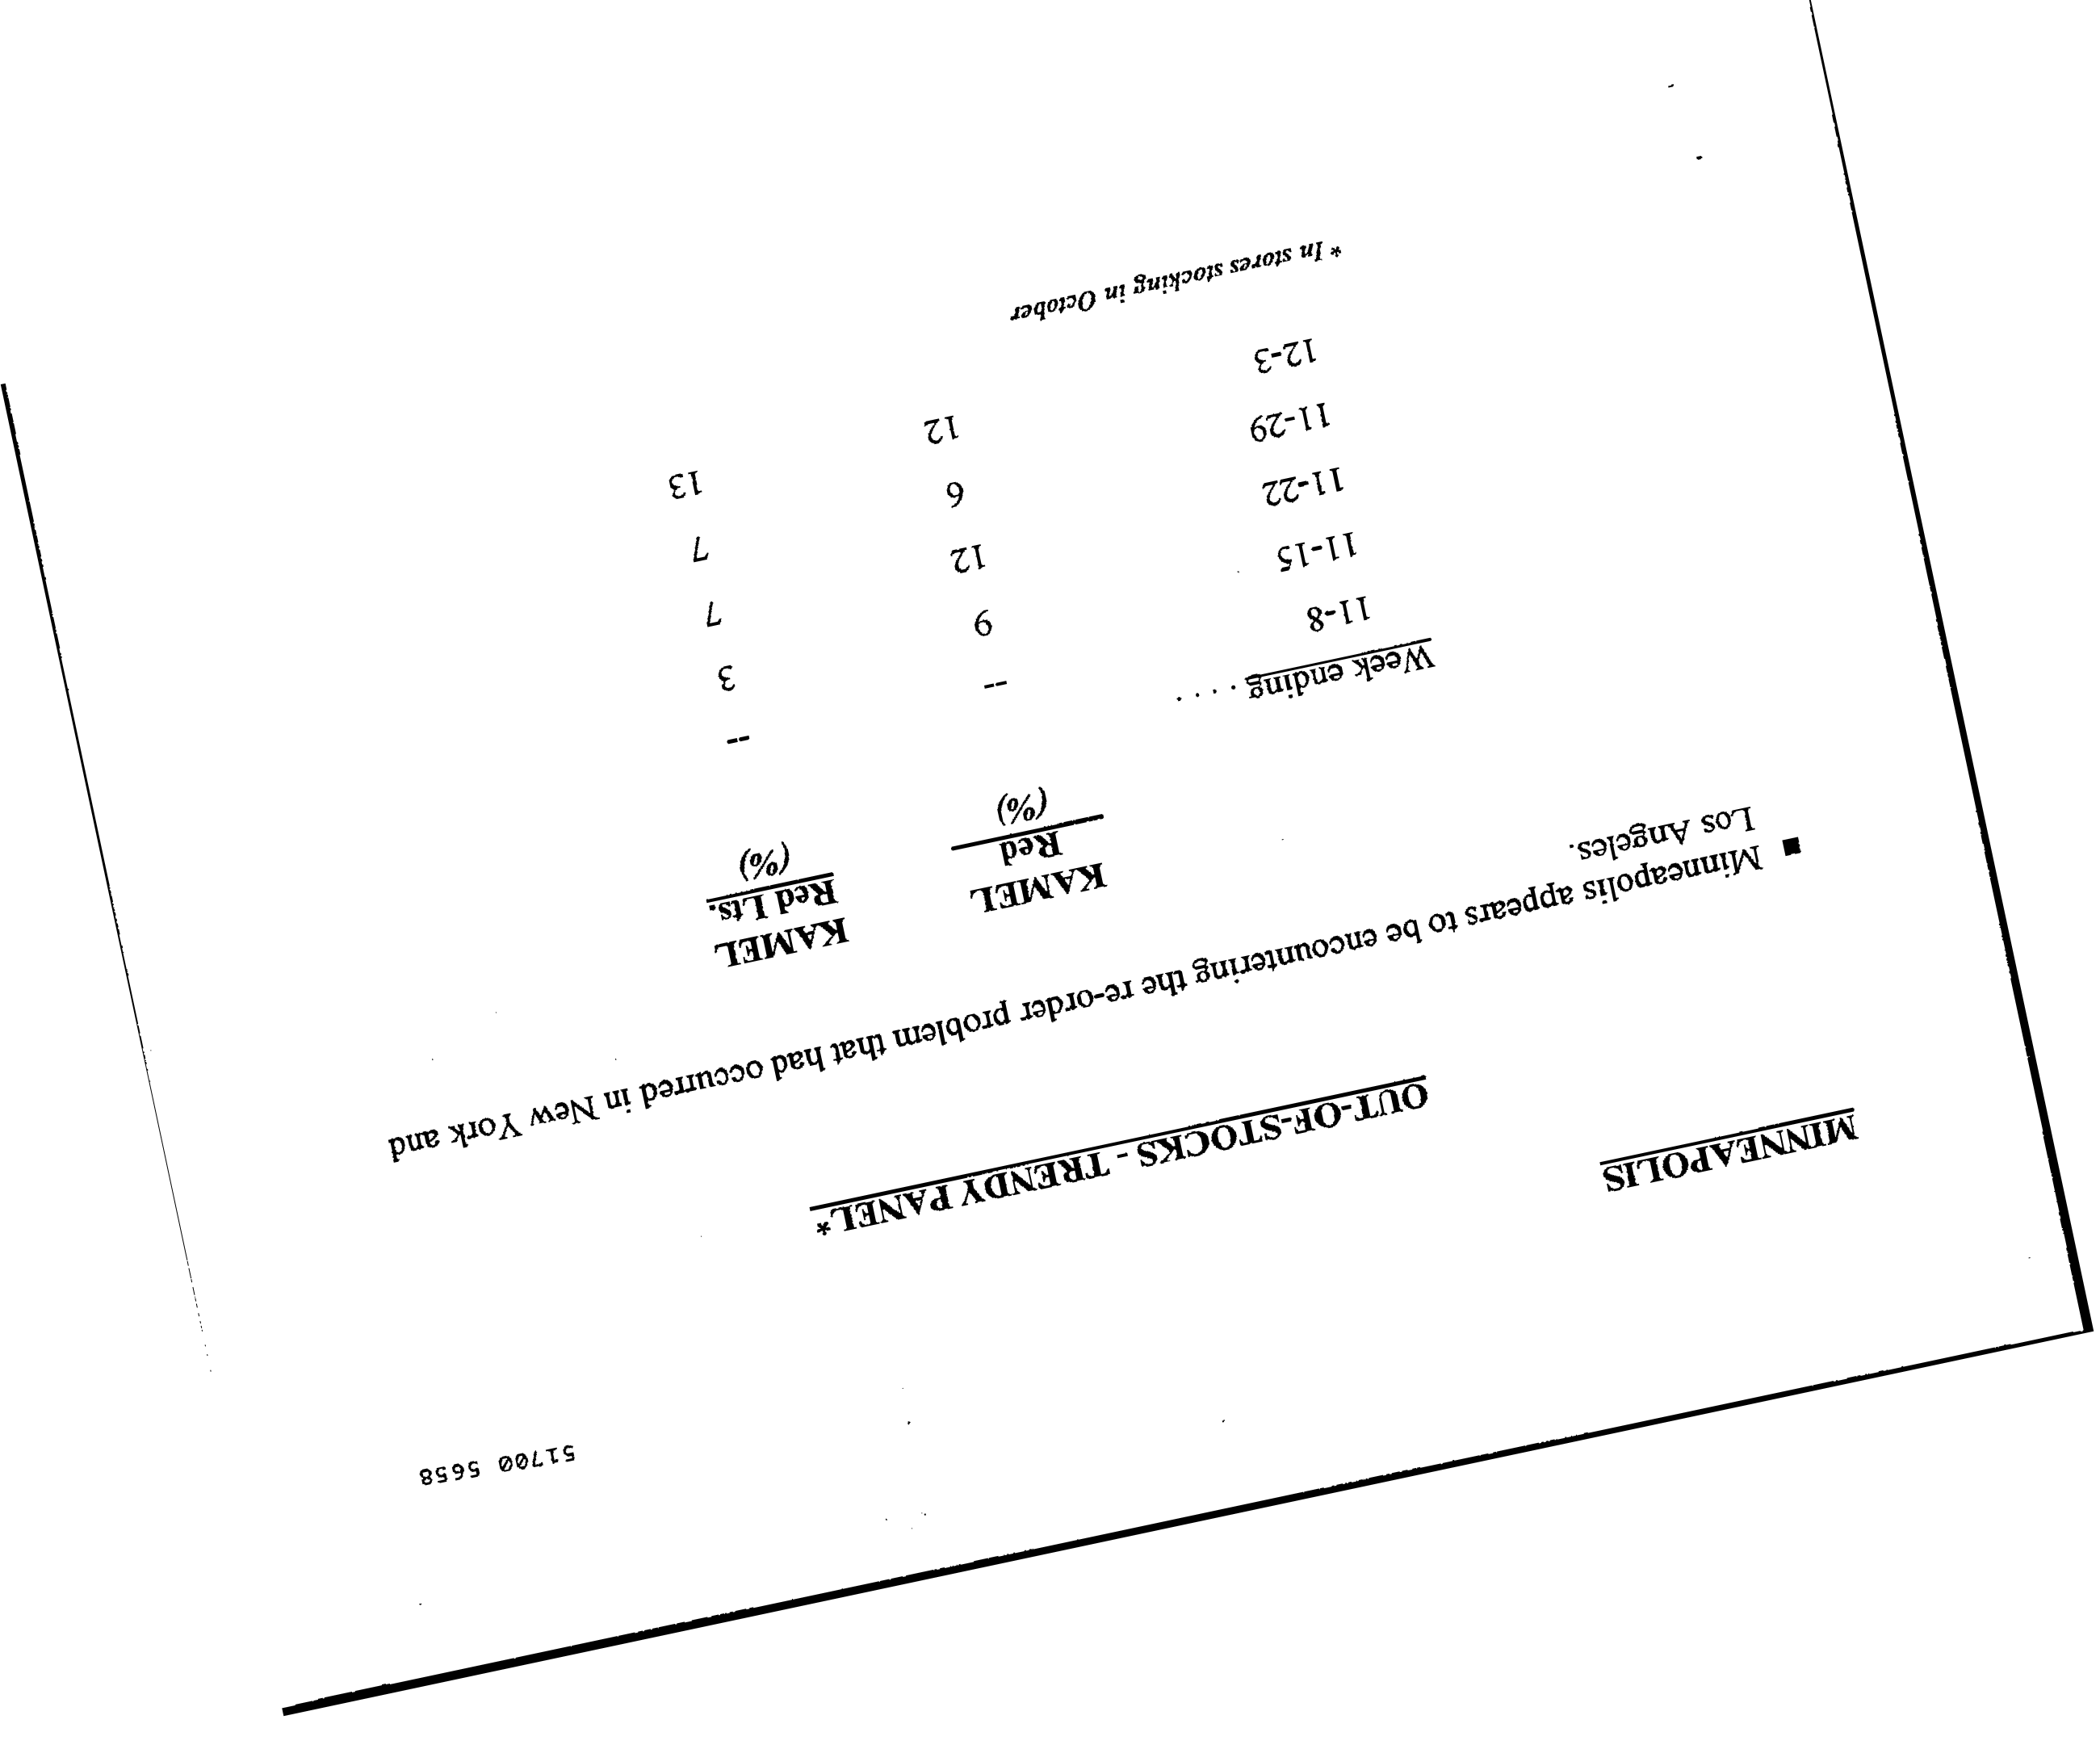 51700 5658
MINNEAPOLIS
OUT-OF-STOCKS - TRENDY PANEL*
■ Minneapolis appears to be encountering the re-order problem that had occurred in New York and
Los Angeles.
KAMEL KAMEL
Red Red Lts.
(%) (%)
Week ending . . . .
11-8 -- --
11-15 9 3
11-22 12 7
11-29 6 7
12-3 12 13
* In stores stocking in October